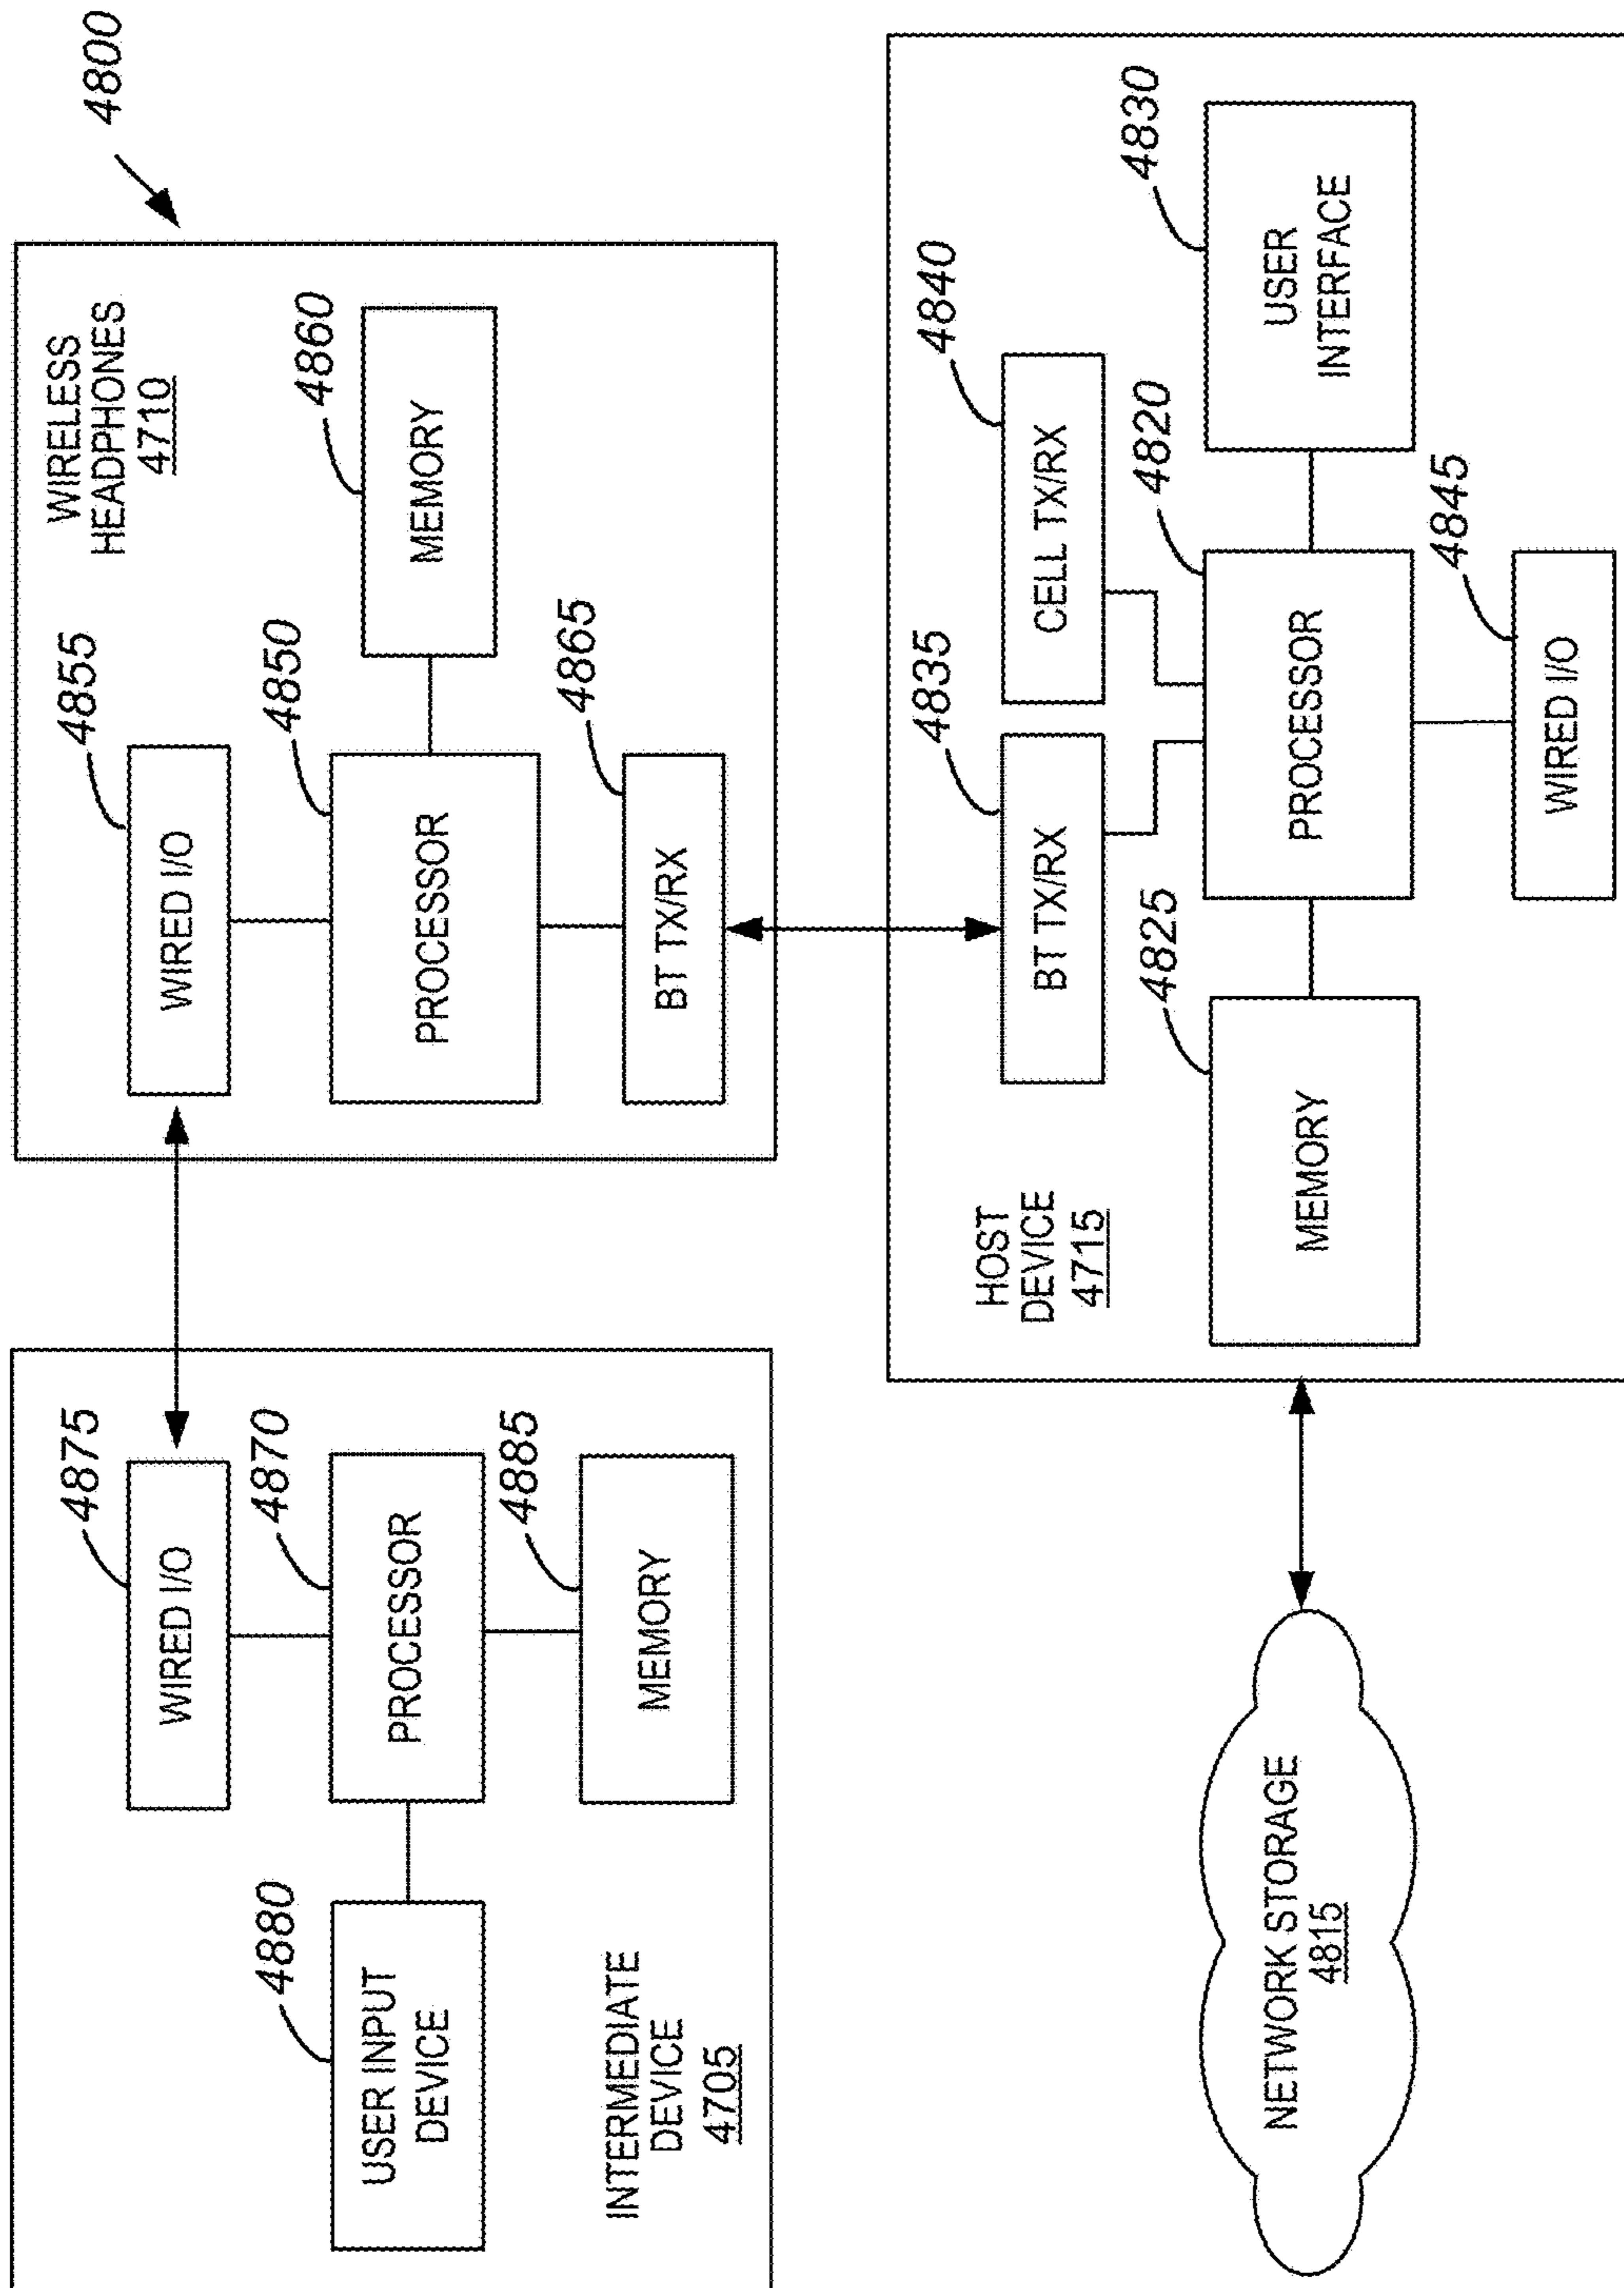 4800
INTERMEDIATE
DEVICE
4705
4875
WIRED I/O
4870
PROCESSOR
4880
USER INPUT
DEVICE
4885
MEMORY
WIRELESS
HEADPHONES
4710
4855
WIRED I/O
4850
PROCESSOR
4860
MEMORY
4865
BT TX/RX
NETWORK STORAGE
4815
HOST
DEVICE
4715
4835
BT TX/RX
4840
CELL TX/RX
4825
MEMORY
4820
PROCESSOR
4830
USER
INTERFACE
4845
WIRED I/O